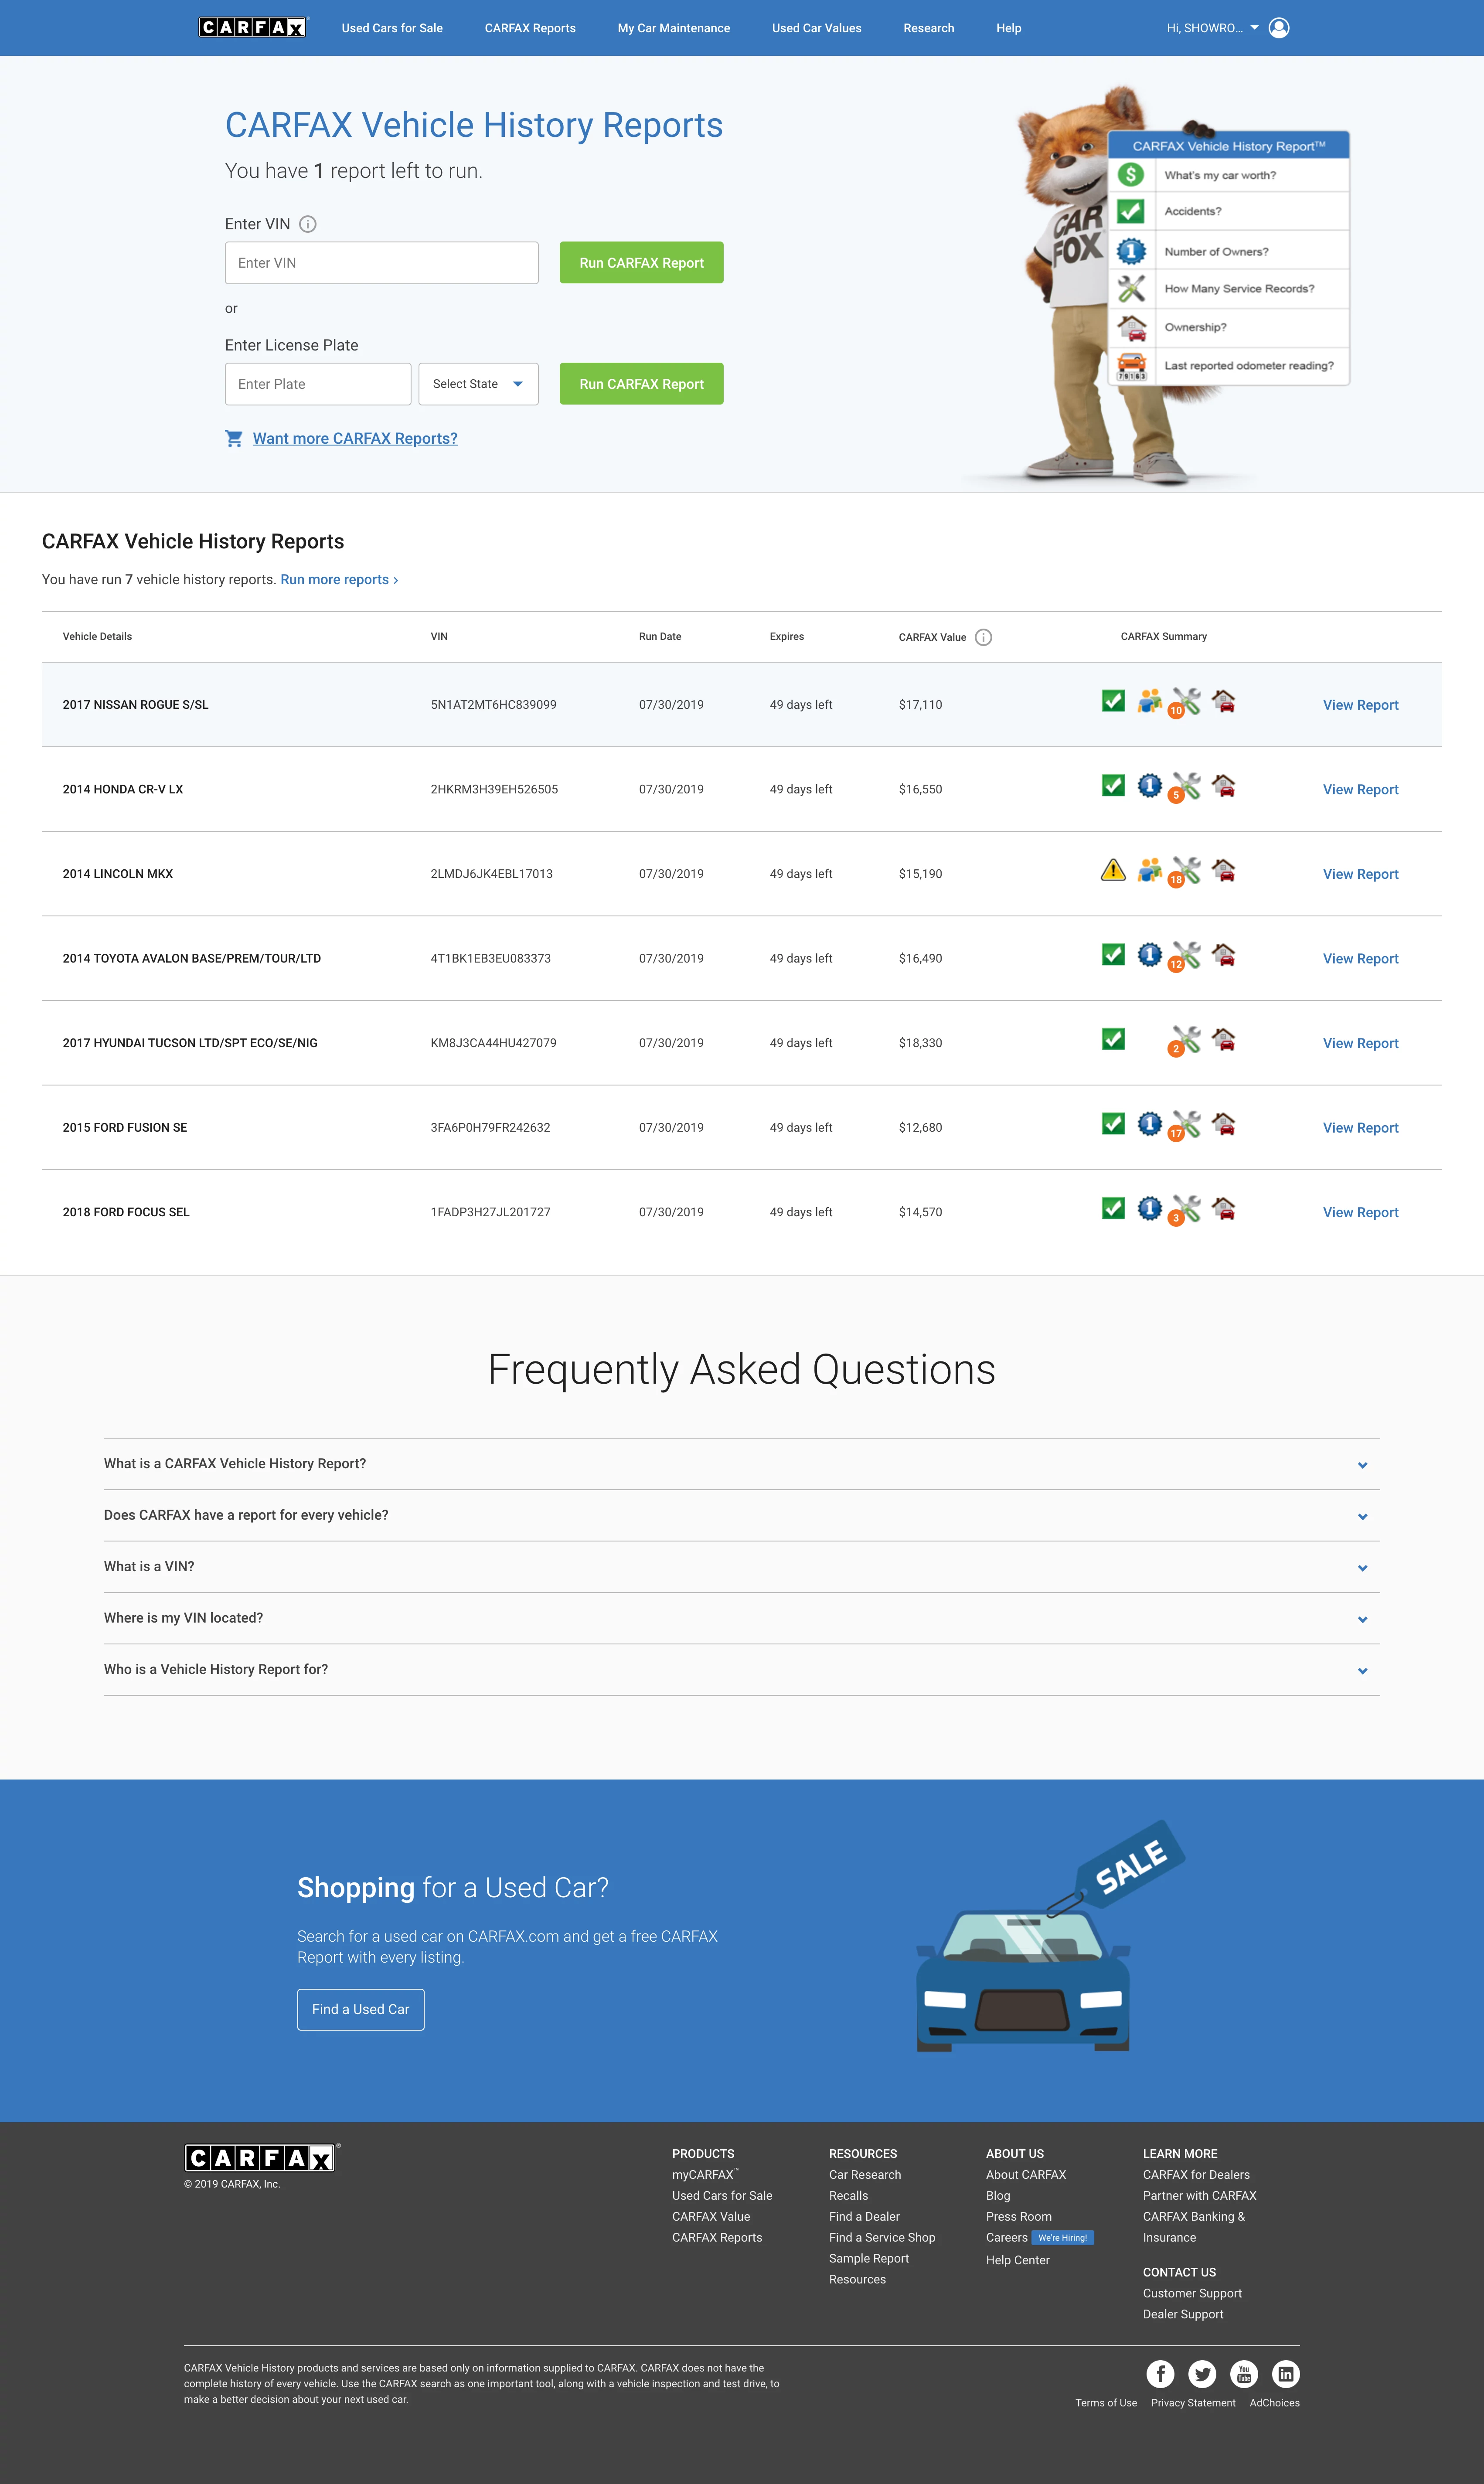 CARFAX®
Used Cars for Sale
CARFAX Reports
My Car Maintenance
Used Car Values
Research
Help
Hi, SHOWRO...
CARFAX Vehicle History Reports
You have 1 report left to run.
Enter VIN
Enter VIN
Run CARFAX Report
or
Enter License Plate
Enter Plate
Select State
Run CARFAX Report
Want more CARFAX Reports?
CAR
FOX
CARFAX Vehicle History Report™
$ What's my car worth?
Accidents?
1 Number of Owners?
How Many Service Records?
Ownership?
79163 Last reported odometer reading?
CARFAX Vehicle History Reports
You have run 7 vehicle history reports. Run more reports ›
Vehicle Details VIN Run Date Expires CARFAX Value CARFAX Summary
2017 NISSAN ROGUE S/SL 5N1AT2MT6HC839099 07/30/2019 49 days left $17,110 10 View Report
2014 HONDA CR-V LX 2HKRM3H39EH526505 07/30/2019 49 days left $16,550 1 5 View Report
2014 LINCOLN MKX 2LMDJ6JK4EBL17013 07/30/2019 49 days left $15,190 18 View Report
2014 TOYOTA AVALON BASE/PREM/TOUR/LTD 4T1BK1EB3EU083373 07/30/2019 49 days left $16,490 1 12 View Report
2017 HYUNDAI TUCSON LTD/SPT ECO/SE/NIG KM8J3CA44HU427079 07/30/2019 49 days left $18,330 2 View Report
2015 FORD FUSION SE 3FA6P0H79FR242632 07/30/2019 49 days left $12,680 1 17 View Report
2018 FORD FOCUS SEL 1FADP3H27JL201727 07/30/2019 49 days left $14,570 1 3 View Report
Frequently Asked Questions
What is a CARFAX Vehicle History Report?
Does CARFAX have a report for every vehicle?
What is a VIN?
Where is my VIN located?
Who is a Vehicle History Report for?
Shopping for a Used Car?
Search for a used car on CARFAX.com and get a free CARFAX
Report with every listing.
Find a Used Car
SALE
CARFAX®
© 2019 CARFAX, Inc.
PRODUCTS
myCARFAX™
Used Cars for Sale
CARFAX Value
CARFAX Reports
RESOURCES
Car Research
Recalls
Find a Dealer
Find a Service Shop
Sample Report
Resources
ABOUT US
About CARFAX
Blog
Press Room
Careers We're Hiring!
Help Center
LEARN MORE
CARFAX for Dealers
Partner with CARFAX
CARFAX Banking &
Insurance
CONTACT US
Customer Support
Dealer Support
CARFAX Vehicle History products and services are based only on information supplied to CARFAX. CARFAX does not have the
complete history of every vehicle. Use the CARFAX search as one important tool, along with a vehicle inspection and test drive, to
make a better decision about your next used car.
f
You
Tube
in
Terms of Use Privacy Statement AdChoices